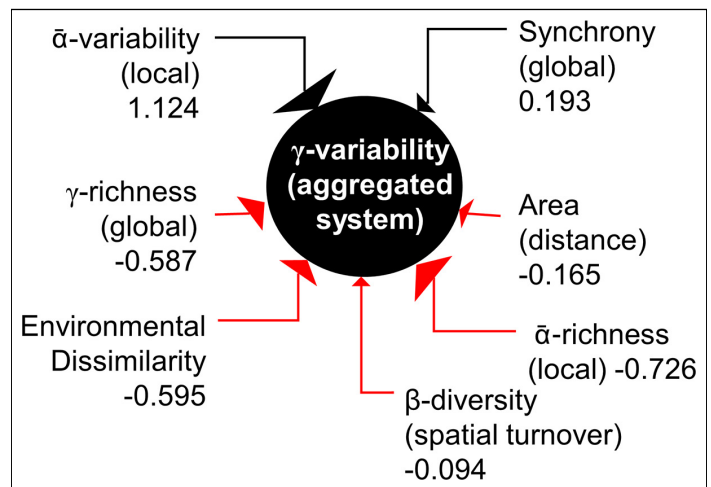 ᾱ-variability
(local)
1.124
Synchrony
(global)
0.193
γ-variability
(aggregated
system)
γ-richness
(global)
-0.587
Area
(distance)
-0.165
Environmental
Dissimilarity
-0.595
ᾱ-richness
(local) -0.726
β-diversity
(spatial turnover)
-0.094